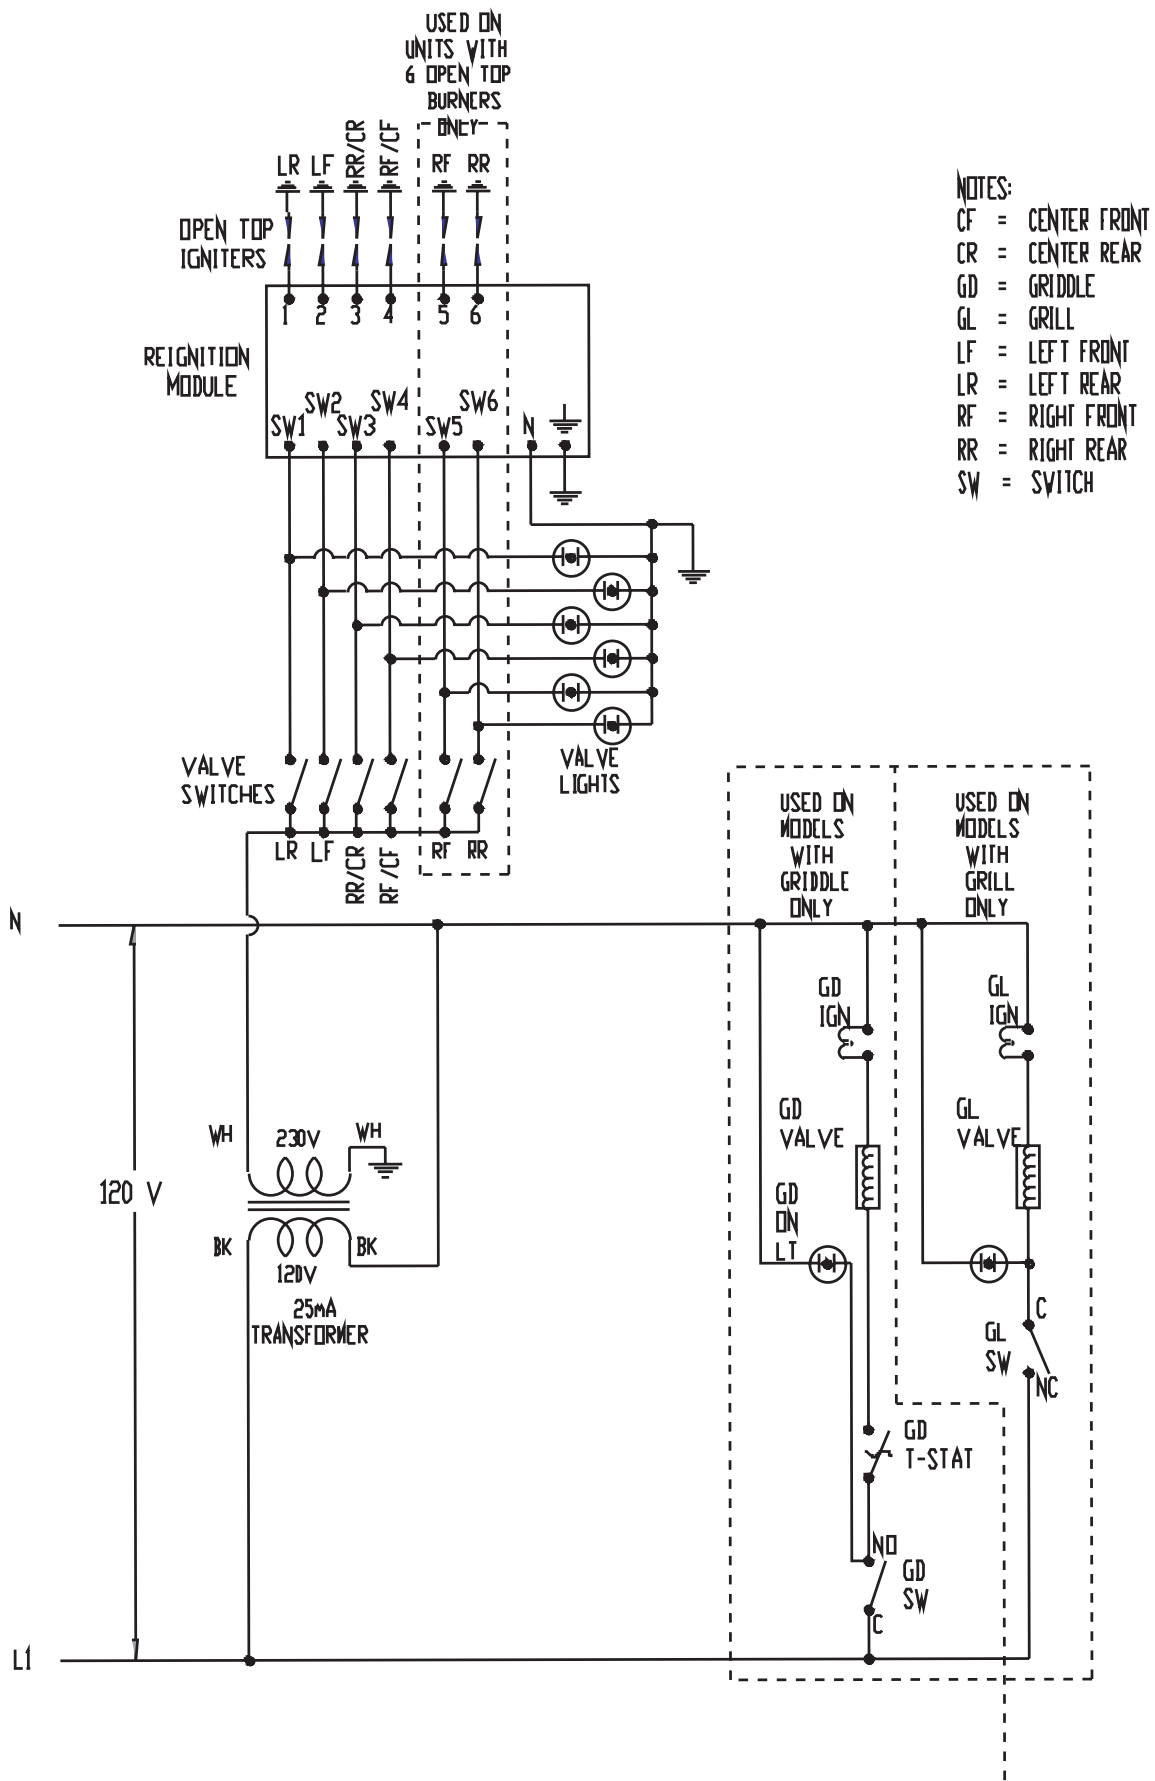 USED ON
UNITS WITH
6 OPEN TOP
BURNERS
ONLY
LR
LF
RR/CR
RF/CF
RF
RR
OPEN TOP
IGNITERS
1
2
3
4
5
6
REIGNITION
MODULE
SW1
SW2
SW3
SW4
SW5
SW6
N
NOTES:
CF = CENTER FRONT
CR = CENTER REAR
GD = GRIDDLE
GL = GRILL
LF = LEFT FRONT
LR = LEFT REAR
RF = RIGHT FRONT
RR = RIGHT REAR
SW = SWITCH
VALVE
SWITCHES
VALVE
LIGHTS
LR
LF
RR/CR
RF/CF
RF
RR
USED ON
MODELS
WITH
GRIDDLE
ONLY
USED ON
MODELS
WITH
GRILL
ONLY
N
GD
IGN
GL
IGN
GD
VALVE
GL
VALVE
WH
230V
WH
120 V
GD
ON
LT
BK
BK
120V
25mA
TRANSFORMER
C
GL
SW
NC
GD
T-STAT
NO
GD
SW
C
L1